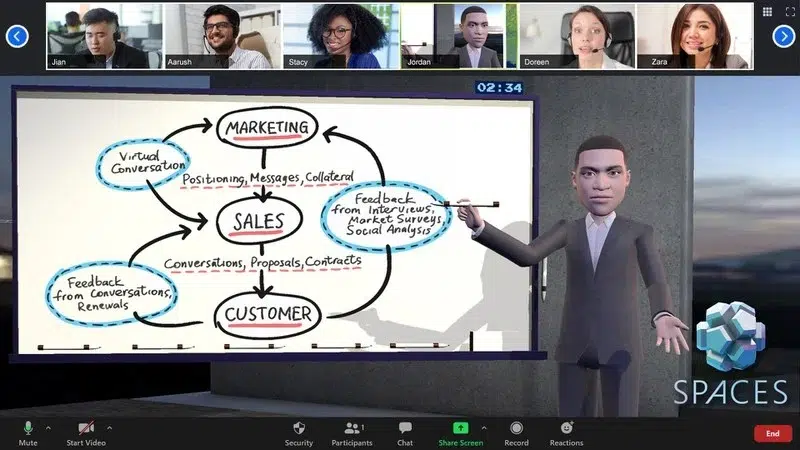 Jian
Aarush
Stacy
Jordan
Doreen
Zara
02:34
MARKETING
Virtual
Conversation
Positioning, Messages, Collateral
Feedback
from Interviews,
Market Surveys,
Social Analysis
SALES
Conversations, Proposals, Contracts
Feedback
from Conversations,
Renewals
CUSTOMER
SPACES
Mute
Start Video
Security
Participants
1
Chat
Share Screen
Record
Reactions
End